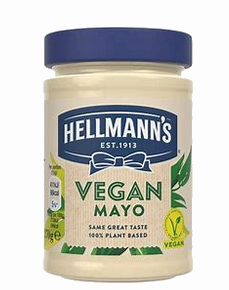 HELLMANN'S
EST.1913
VEGAN
MAYO
SAME GREAT TASTE
100% PLANT BASED
VEGAN